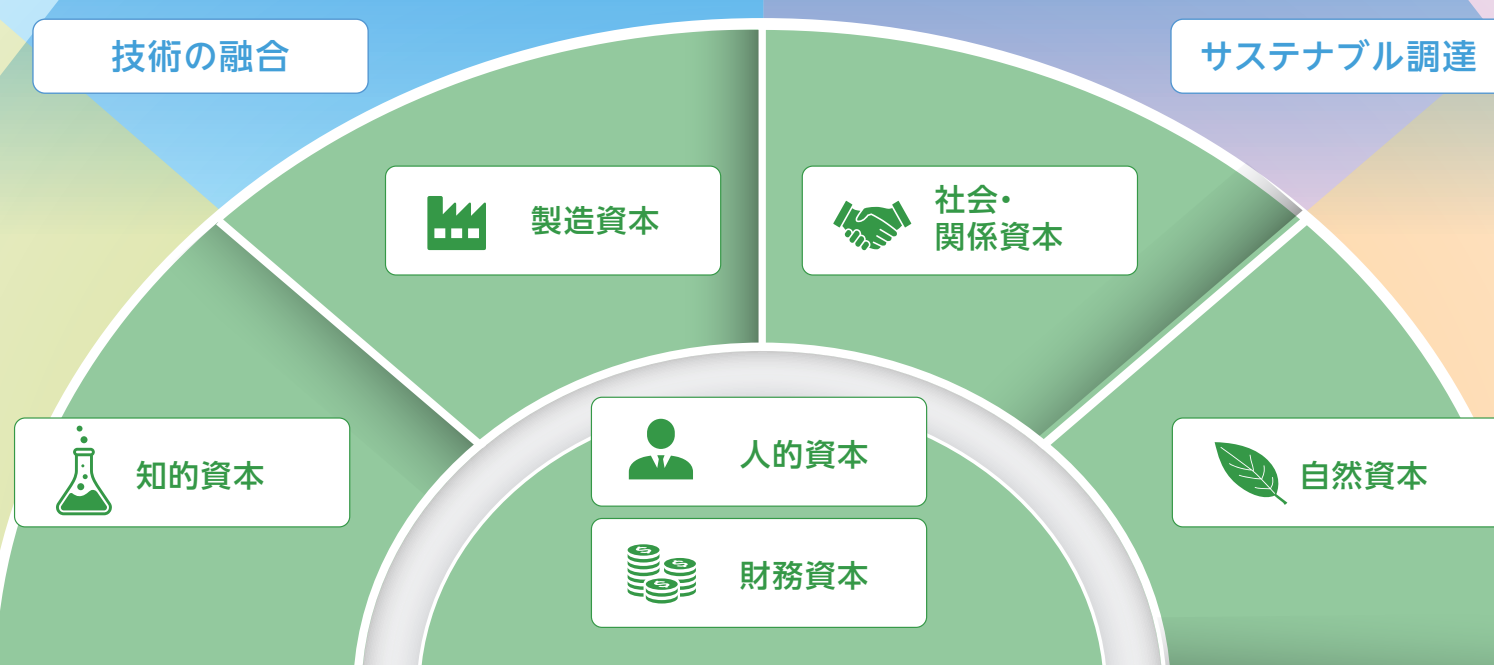 技術の融合
サステナブル調達
製造資本
社会・
関係資本
知的資本
人的資本
自然資本
財務資本